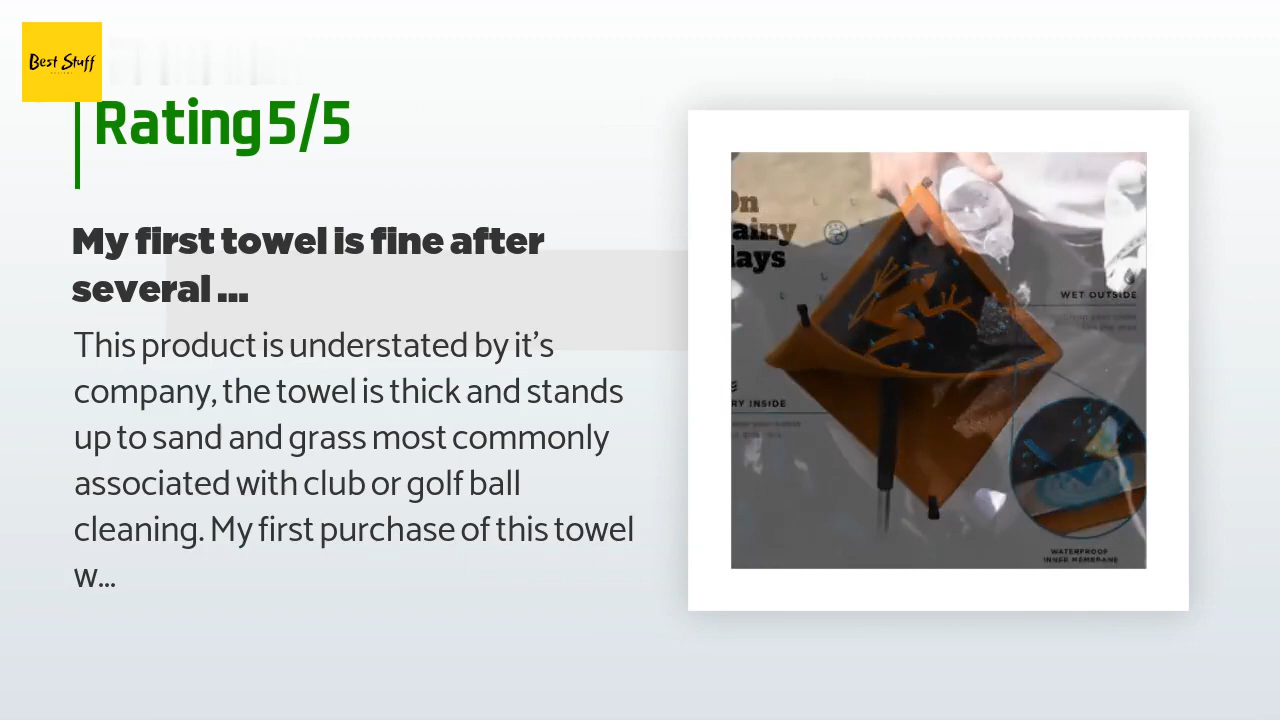 Best Stuff
Rating 5/5
My first towel is fine after
several ...
This product is understated by it's
company, the towel is thick and stands
up to sand and grass most commonly
associated with club or golf ball
cleaning. My first purchase of this towel
w...
On
ainy
days
WET OUTSIDE
RY INSIDE
WATERPROOF
INNER MEMBRANE